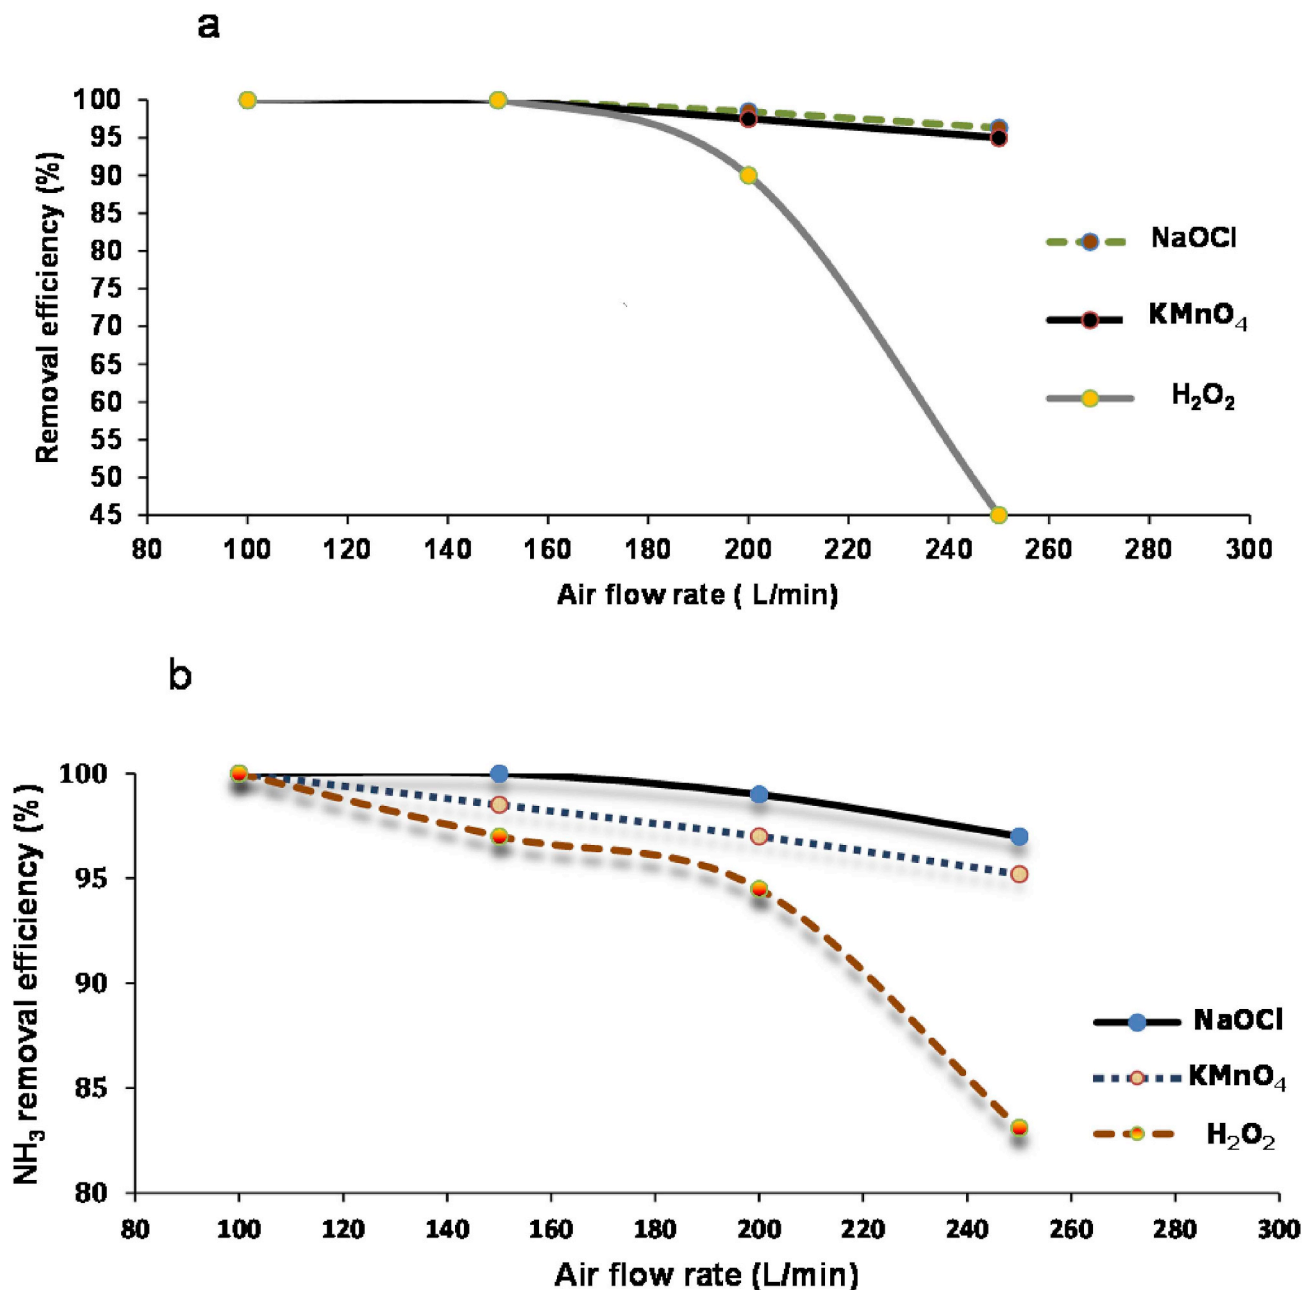 a
100
95
90
85
80
75
70
65
60
55
50
45
Removal efficiency (%)
NaOCl
KMnO₄
H₂O₂
80 100 120 140 160 180 200 220 240 260 280 300
Air flow rate ( L/min)
b
100
95
90
85
80
NH₃ removal efficiency (%)
NaOCl
KMnO₄
H₂O₂
80 100 120 140 160 180 200 220 240 260 280 300
Air flow rate (L/min)